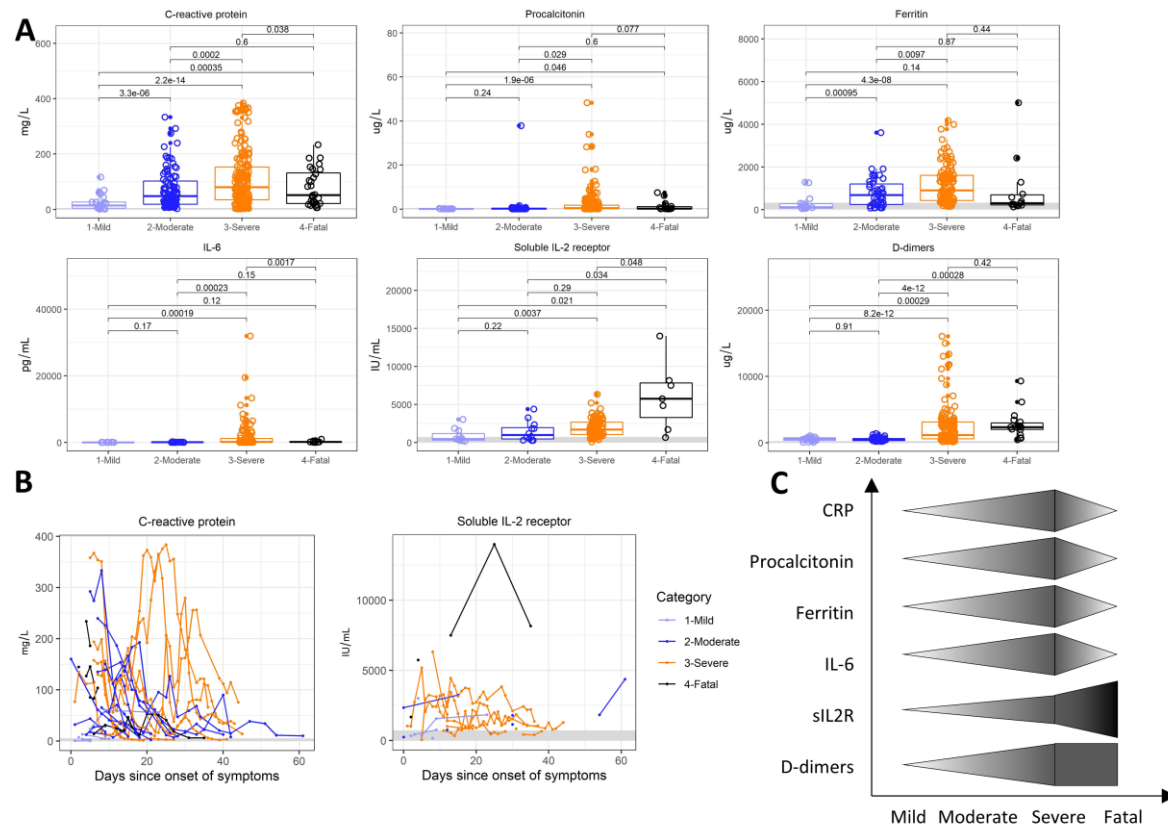 A
C-reactive protein
mg/L
600
400
200
0
0.038
0.6
0.0002
0.00035
2.2e-14
3.3e-06
1-Mild 2-Moderate 3-Severe 4-Fatal
Procalcitonin
ug/L
80
60
40
20
0
0.077
0.6
0.029
0.046
1.9e-06
0.24
1-Mild 2-Moderate 3-Severe 4-Fatal
Ferritin
ug/L
8000
6000
4000
2000
0
0.44
0.87
0.0097
0.14
4.3e-08
0.00095
1-Mild 2-Moderate 3-Severe 4-Fatal
IL-6
pg/mL
40000
20000
0
0.0017
0.15
0.00023
0.12
0.00019
0.17
1-Mild 2-Moderate 3-Severe 4-Fatal
Soluble IL-2 receptor
IU/mL
20000
15000
10000
5000
0
0.048
0.034
0.29
0.021
0.0037
0.22
1-Mild 2-Moderate 3-Severe 4-Fatal
D-dimers
ug/L
20000
10000
0
0.42
0.00028
4e-12
0.00029
8.2e-12
0.91
1-Mild 2-Moderate 3-Severe 4-Fatal
B
C-reactive protein
mg/L
400
300
200
100
0
0 20 40 60
Days since onset of symptoms
Soluble IL-2 receptor
IU/mL
10000
5000
0
0 20 40 60
Days since onset of symptoms
Category
1-Mild
2-Moderate
3-Severe
4-Fatal
C
CRP
Procalcitonin
Ferritin
IL-6
sIL2R
D-dimers
Mild Moderate Severe Fatal